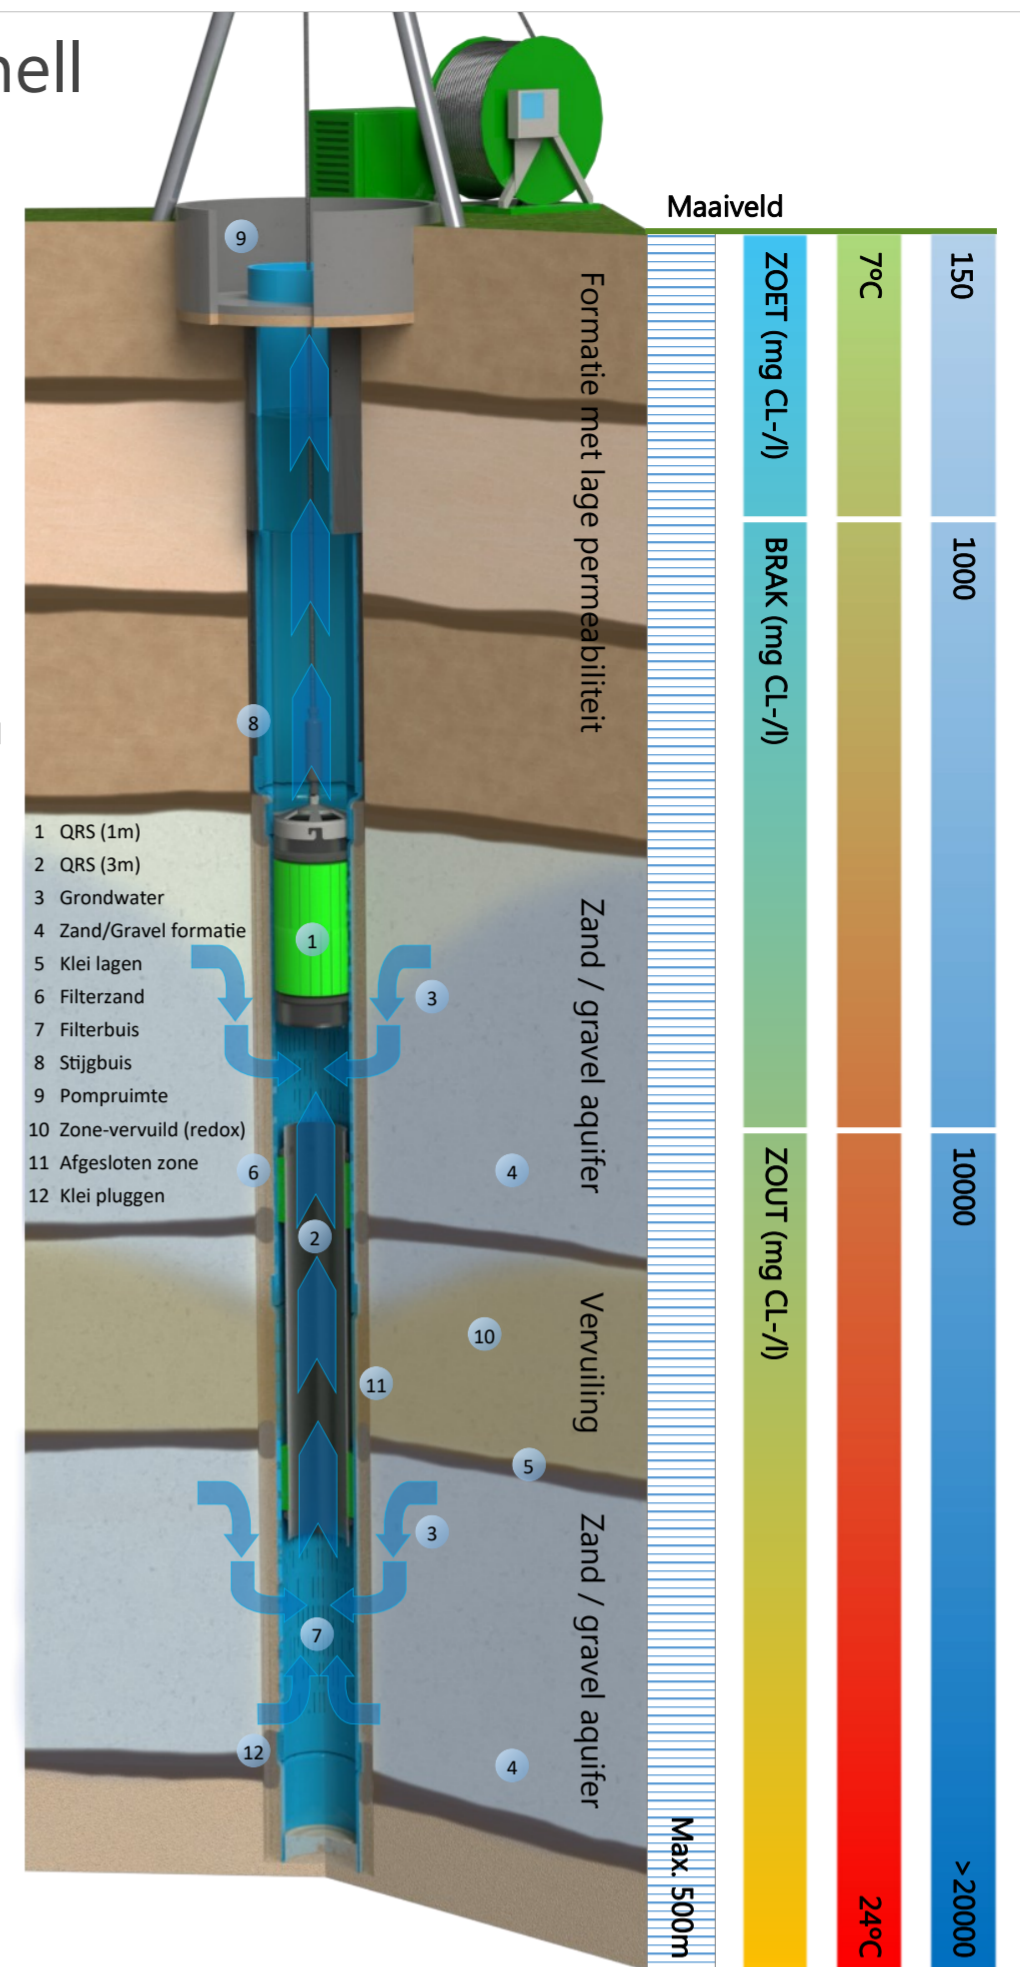 hell
Maaiveld
9
Formatie met lage permeabiliteit
ZOET (mg CL-/l)
7°C
150
BRAK (mg CL-/l)
1000
8
1 QRS (1m)
2 QRS (3m)
3 Grondwater
4 Zand/Gravel formatie
5 Klei lagen
6 Filterzand
7 Filterbuis
8 Stijgbuis
9 Pompruimte
10 Zone-vervuild (redox)
11 Afgesloten zone
12 Klei pluggen
1
3
Zand / gravel aquifer
6
4
2
ZOUT (mg CL-/l)
10000
Vervuiling
10
11
5
3
Zand / gravel aquifer
7
12
4
Max. 500m
24°C
>20000